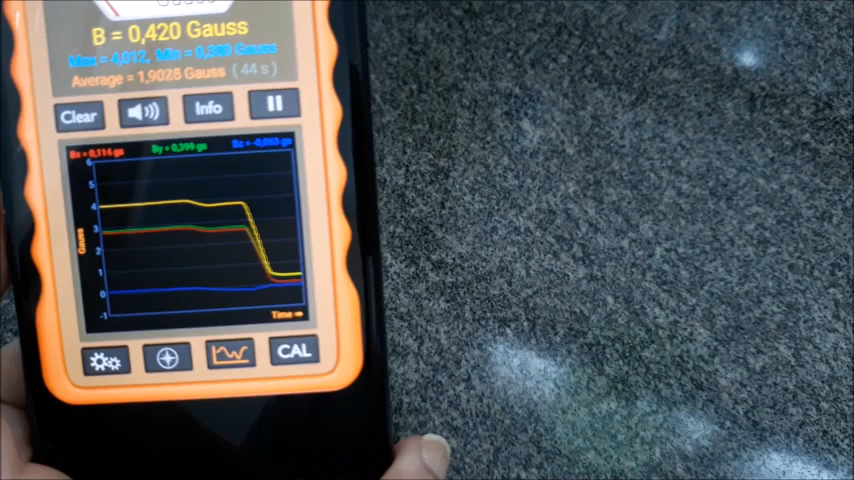 Gauss
B = 0,420 Gauss
Max = 4,012, Min = 0,380 Gauss
Average = 1,9028 Gauss (44 s)
Clear
Info
Bx = 0,116 gs By = 0,399 gs Bz = -0,063 gs
6
5
4
3
2
1
0
-1
Gauss
Time
CAL